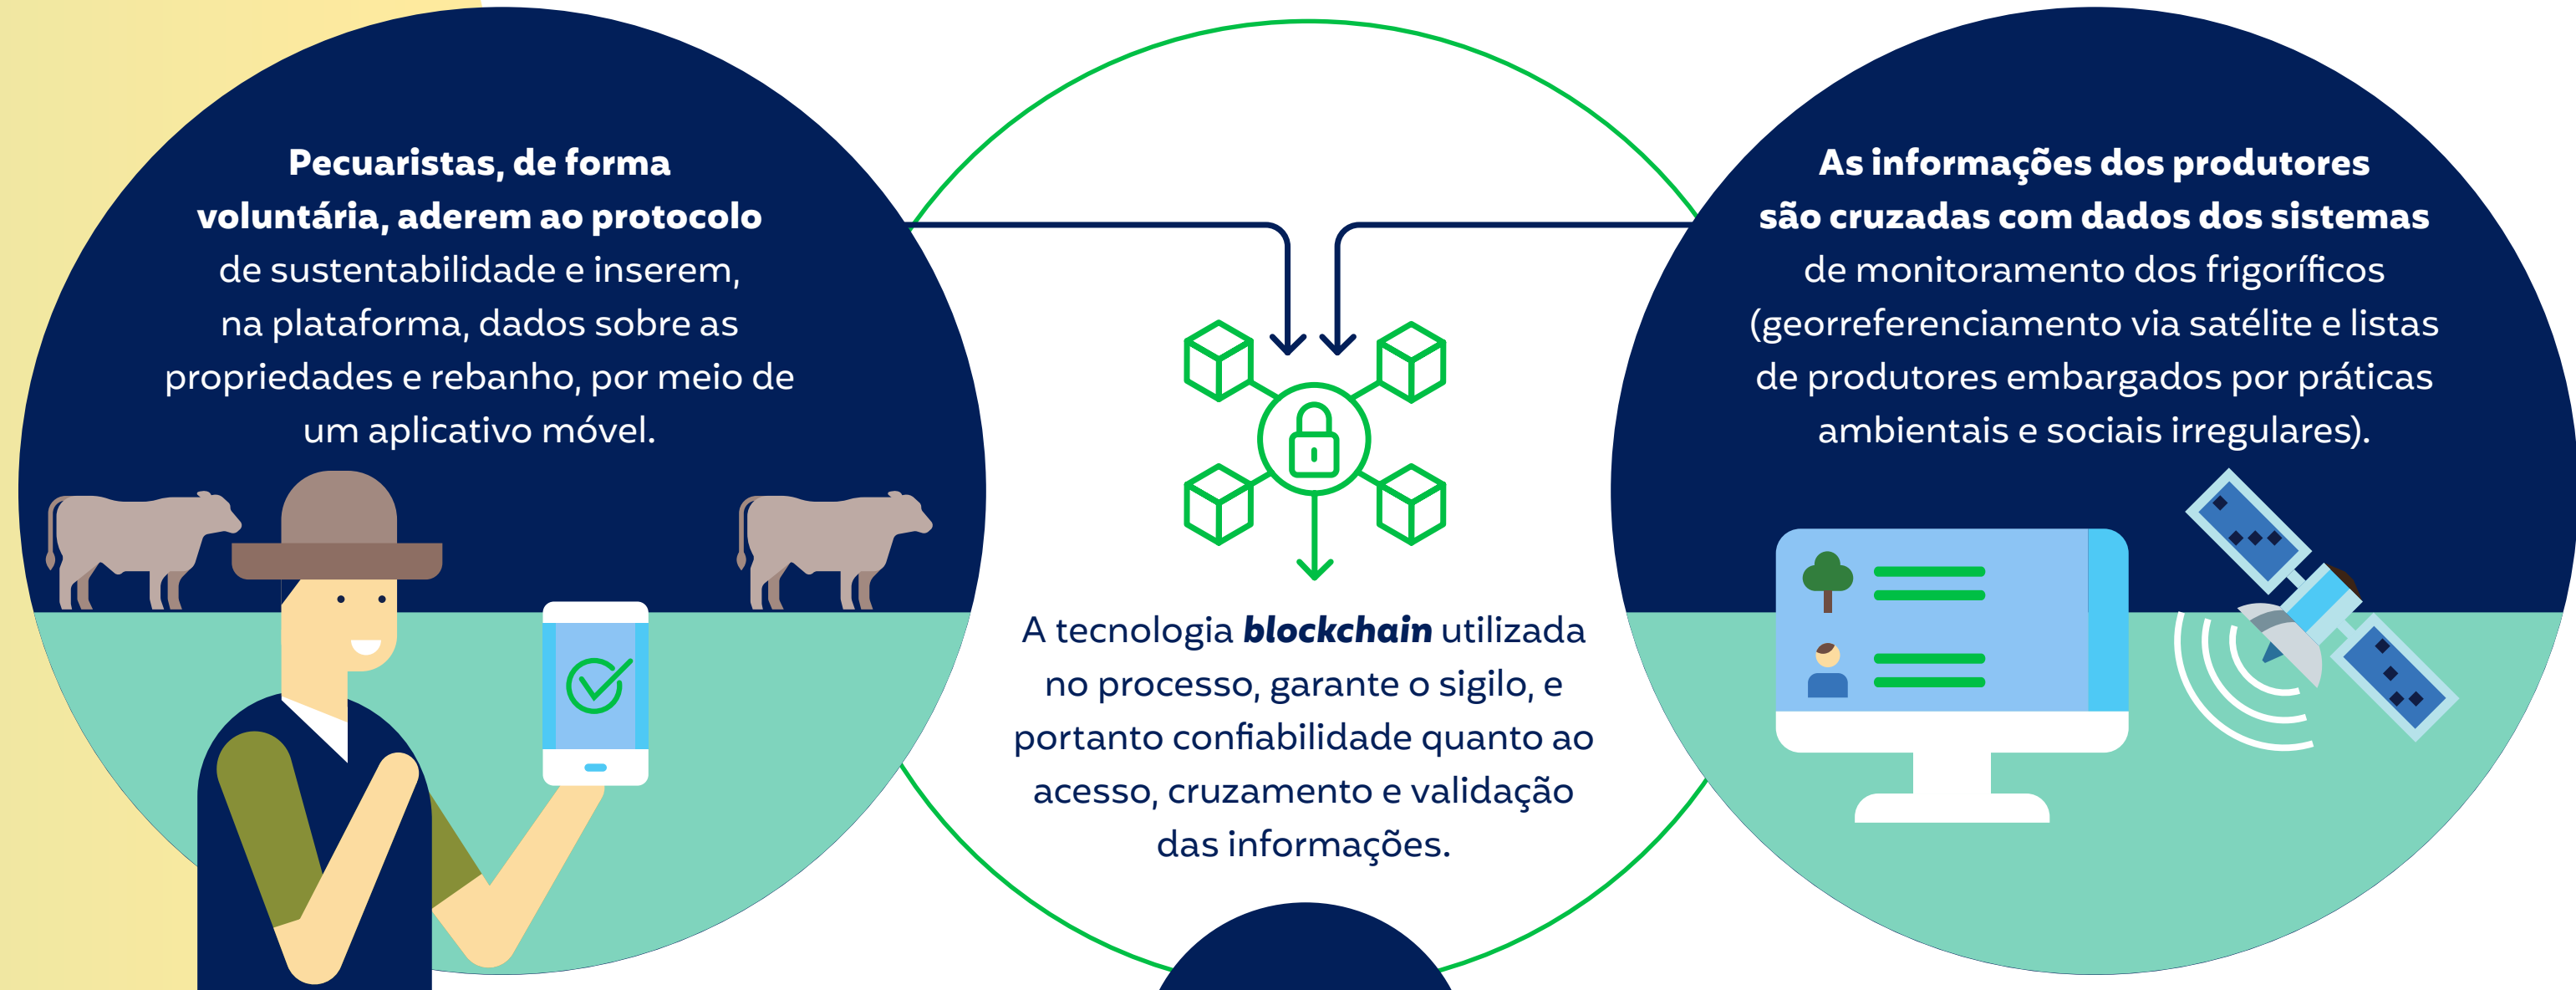 Pecuaristas, de forma
voluntária, aderem ao protocolo
de sustentabilidade e inserem,
na plataforma, dados sobre as
propriedades e rebanho, por meio de
um aplicativo móvel.
A tecnologia blockchain utilizada
no processo, garante o sigilo, e
portanto confiabilidade quanto ao
acesso, cruzamento e validação
das informações.
As informações dos produtores
são cruzadas com dados dos sistemas
de monitoramento dos frigoríficos
(georreferenciamento via satélite e listas
de produtores embargados por práticas
ambientais e sociais irregulares).